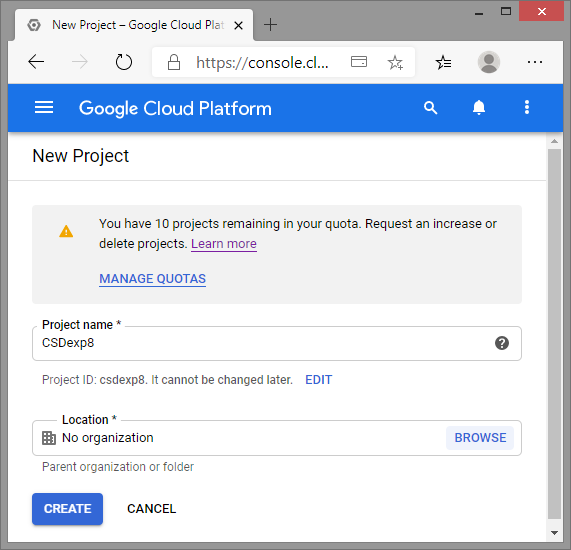 New Project – Google Cloud Plat
https://console.cl...
Google Cloud Platform
New Project
You have 10 projects remaining in your quota. Request an increase or
delete projects. Learn more
MANAGE QUOTAS
Project name *
CSDexp8
Project ID: csdexp8. It cannot be changed later. EDIT
Location *
No organization BROWSE
Parent organization or folder
CREATE CANCEL